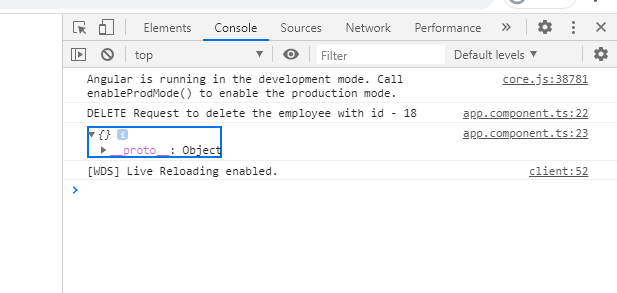 Elements Console Sources Network Performance »
top ▼ Filter Default levels ▼
Angular is running in the development mode. Call core.js:38781
enableProdMode() to enable the production mode.
DELETE Request to delete the employee with id - 18 app.component.ts:22
▼{} i app.component.ts:23
▶__proto__: Object
[WDS] Live Reloading enabled. client:52
>